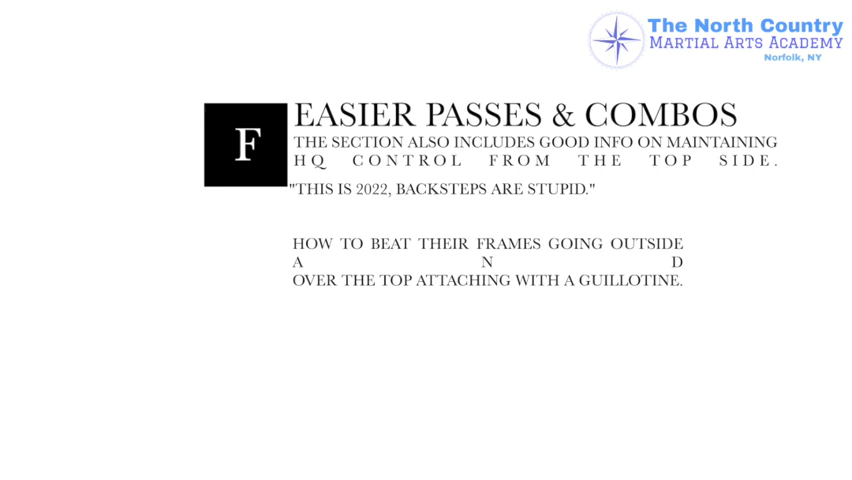 The North Country
Martial Arts Academy
Norfolk, NY
F
EASIER PASSES & COMBOS
THE SECTION ALSO INCLUDES GOOD INFO ON MAINTAINING
HQ CONTROL FROM THE TOP SIDE.
"THIS IS 2022, BACKSTEPS ARE STUPID."
HOW TO BEAT THEIR FRAMES GOING OUTSIDE
AND
OVER THE TOP ATTACHING WITH A GUILLOTINE.